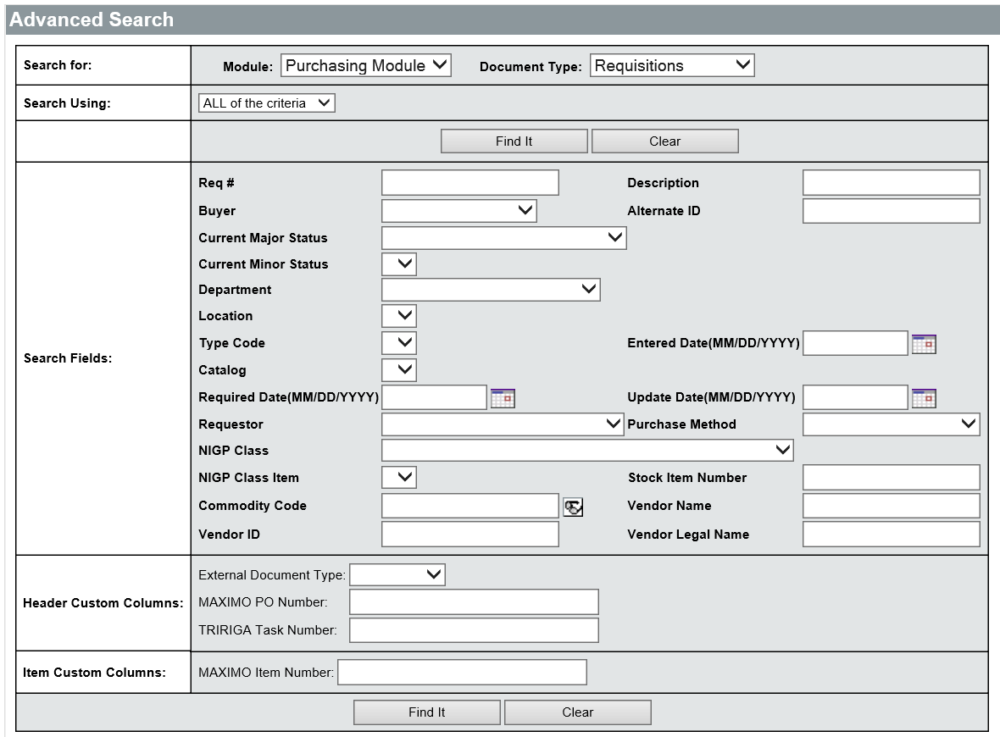 Advanced Search
Search for: Module: Purchasing Module Document Type: Requisitions
Search Using: ALL of the criteria
Find It Clear
Req # Description
Buyer Alternate ID
Current Major Status
Current Minor Status
Department
Location
Type Code Entered Date(MM/DD/YYYY)
Search Fields:
Catalog
Required Date(MM/DD/YYYY) Update Date(MM/DD/YYYY)
Requestor Purchase Method
NIGP Class
NIGP Class Item Stock Item Number
Commodity Code Vendor Name
Vendor ID Vendor Legal Name
External Document Type:
Header Custom Columns: MAXIMO PO Number:
TRIRIGA Task Number:
Item Custom Columns: MAXIMO Item Number:
Find It Clear